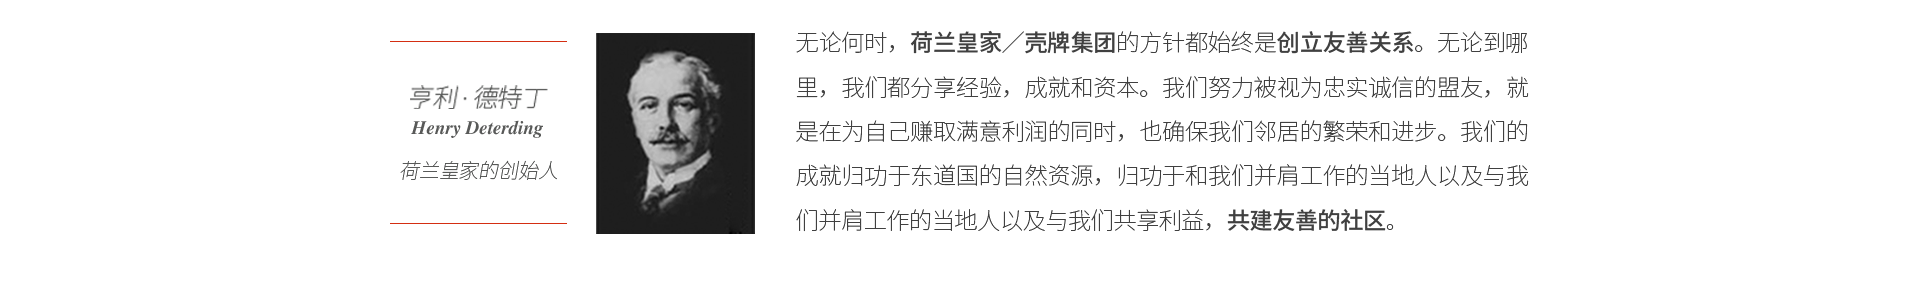 亨利 · 德特丁
Henry Deterding
荷兰皇家的创始人
无论何时，荷兰皇家／壳牌集团的方针都始终是创立友善关系。无论到哪
里，我们都分享经验，成就和资本。我们努力被视为忠实诚信的盟友，就
是在为自己赚取满意利润的同时，也确保我们邻居的繁荣和进步。我们的
成就归功于东道国的自然资源，归功于和我们并肩工作的当地人以及与我
们并肩工作的当地人以及与我们共享利益，共建友善的社区。